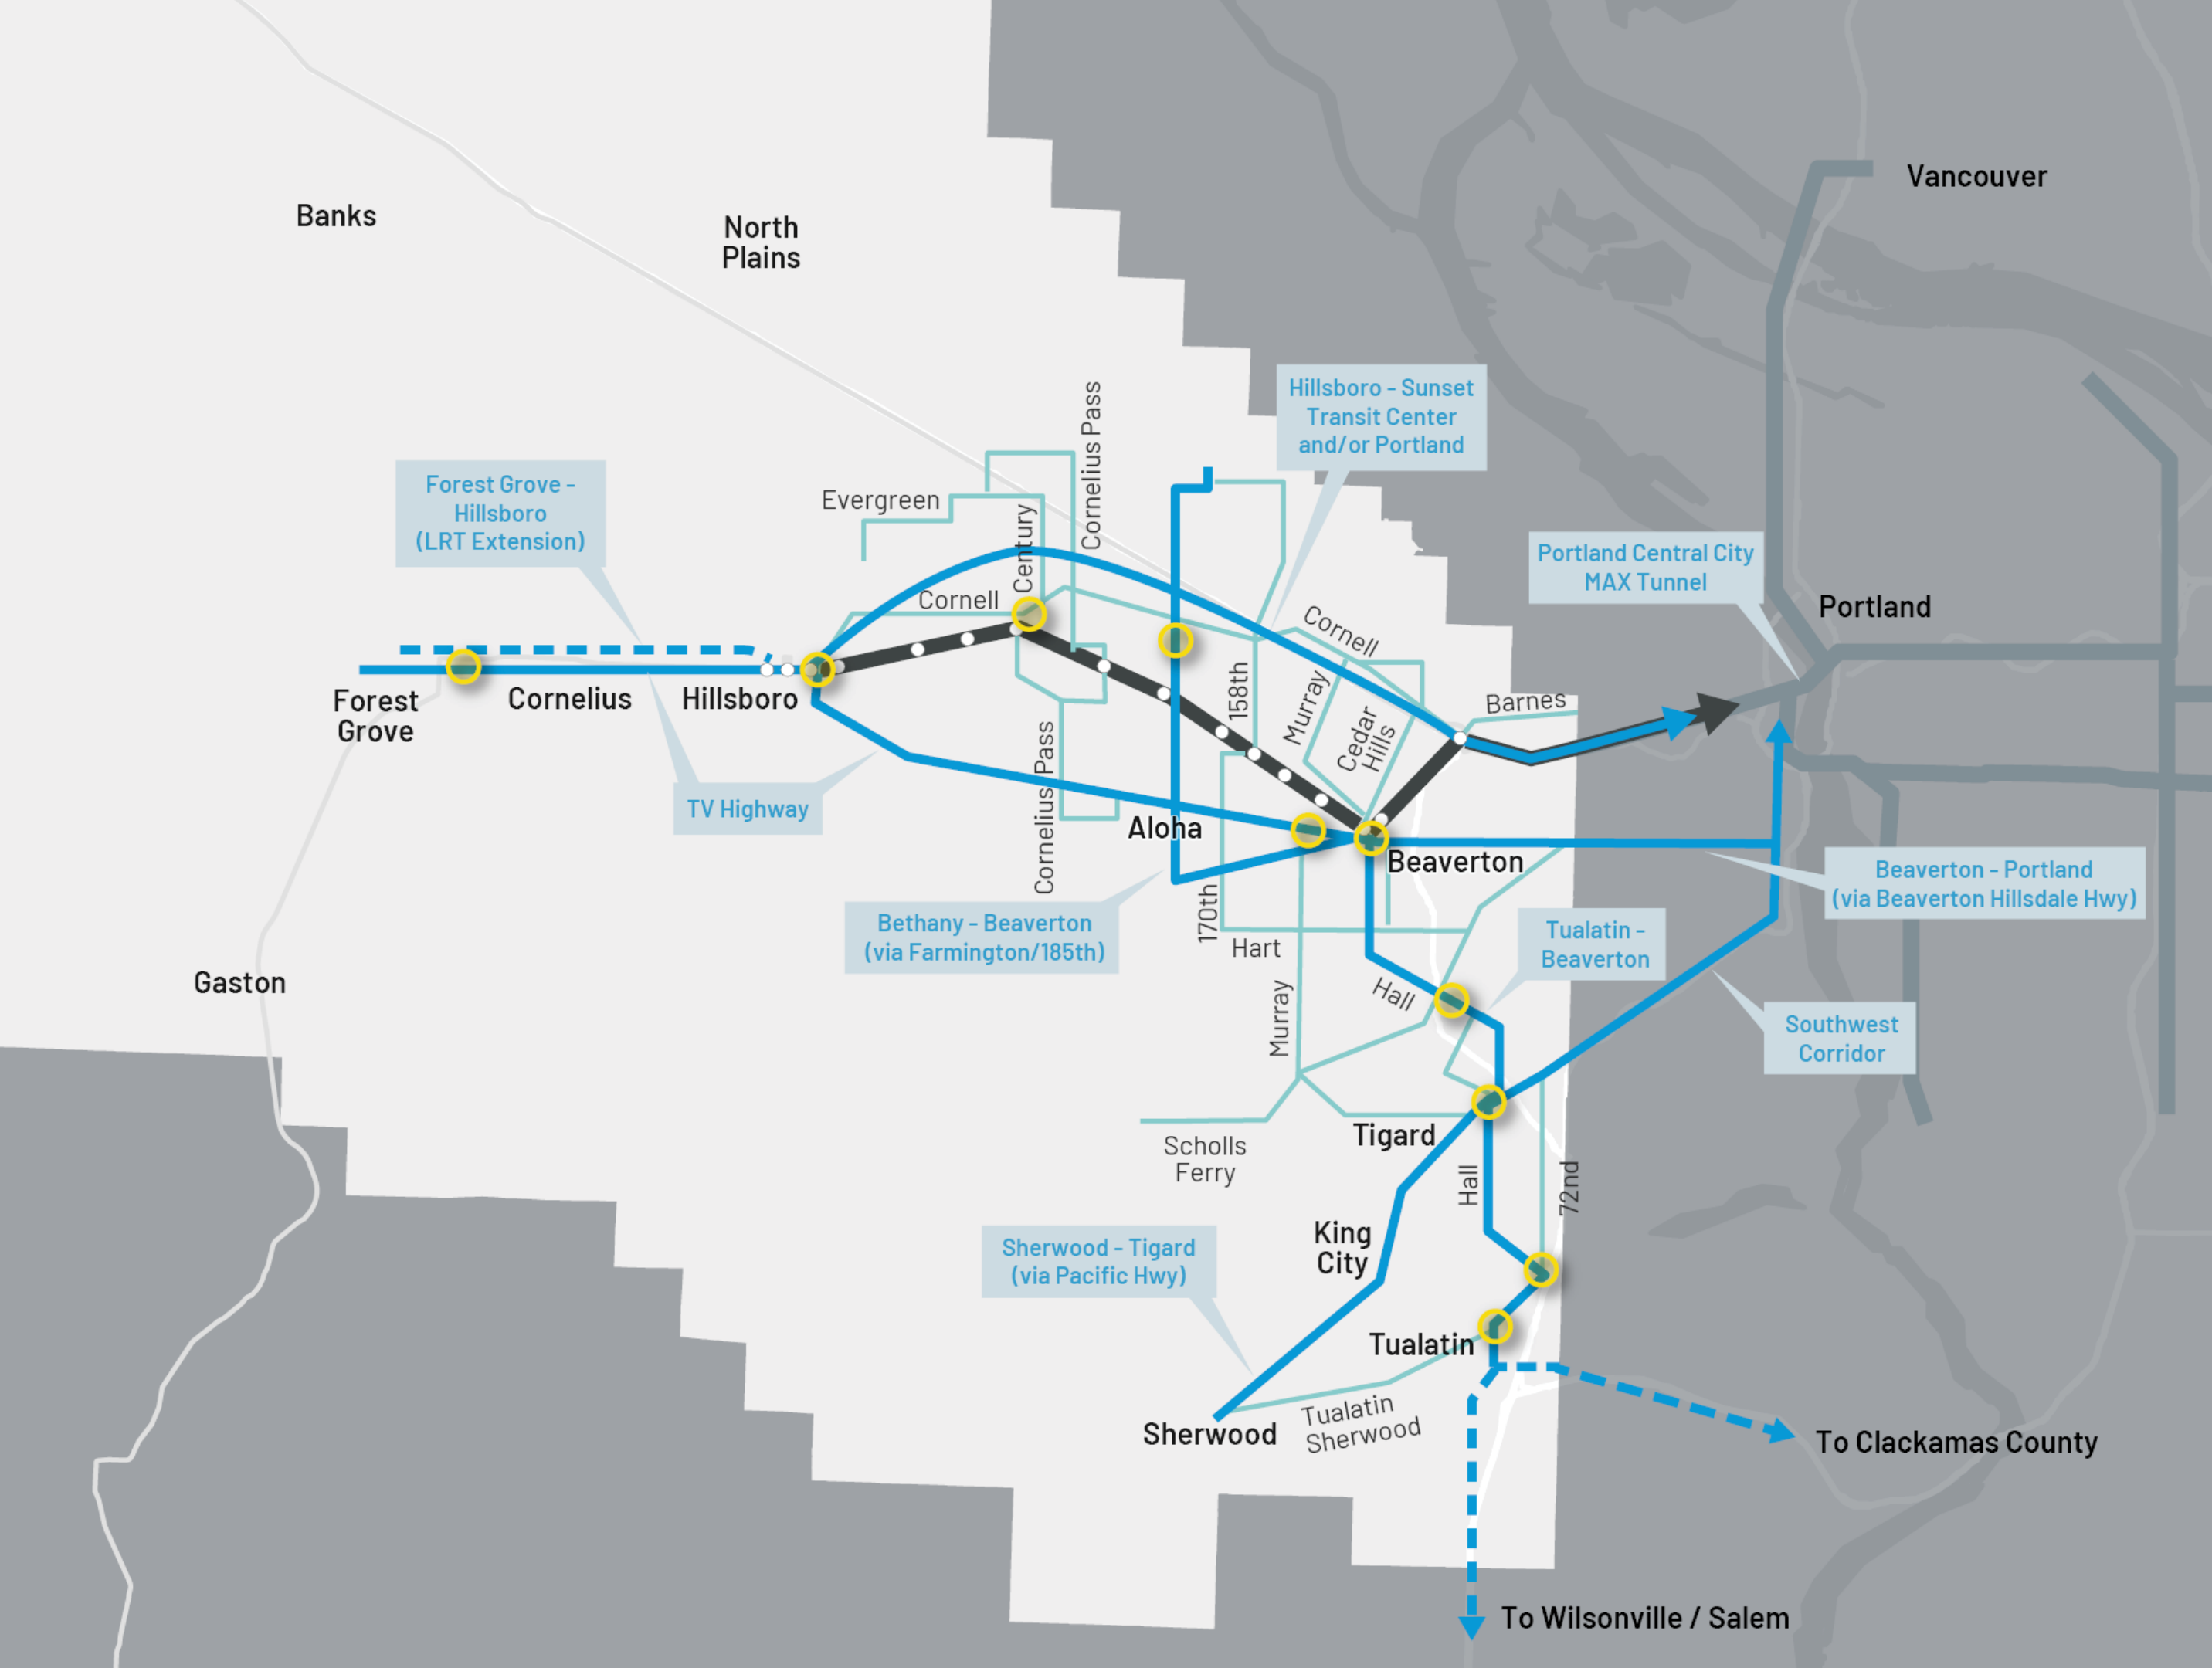 Vancouver
Banks
North
Plains
Hillsboro - Sunset
Transit Center
and/or Portland
Cornelius Pass
Forest Grove -
Hillsboro
(LRT Extension)
Evergreen
Century
Portland Central City
MAX Tunnel
Portland
Cornell
Cornell
158th
Murray
Cedar
Hills
Barnes
Forest
Grove
Cornelius
Hillsboro
TV Highway
Cornelius Pass
Aloha
Beaverton
Beaverton - Portland
(via Beaverton Hillsdale Hwy)
Bethany - Beaverton
(via Farmington/185th)
170th
Hart
Tualatin -
Beaverton
Gaston
Murray
Hall
Southwest
Corridor
Scholls
Ferry
Tigard
Hall
72nd
King
City
Sherwood - Tigard
(via Pacific Hwy)
Tualatin
Sherwood
Tualatin
Sherwood
To Clackamas County
To Wilsonville / Salem